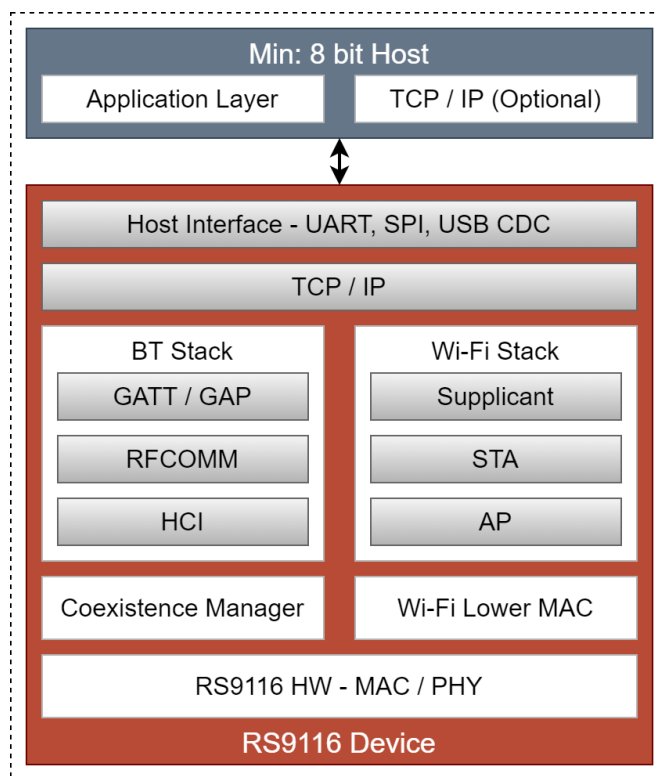 Min: 8 bit Host
Application Layer
TCP / IP (Optional)
Host Interface - UART, SPI, USB CDC
TCP / IP
BT Stack
GATT / GAP
RFCOMM
HCI
Wi-Fi Stack
Supplicant
STA
AP
Coexistence Manager
Wi-Fi Lower MAC
RS9116 HW - MAC / PHY
RS9116 Device